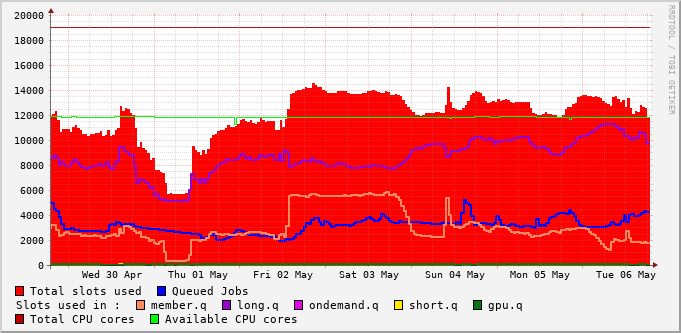 20000
18000
16000
14000
12000
10000
8000
6000
4000
2000
0
Wed 30 Apr Thu 01 May Fri 02 May Sat 03 May Sun 04 May Mon 05 May Tue 06 May
Total slots used Queued Jobs
Slots used in : member.q long.q ondemand.q short.q gpu.q
Total CPU cores Available CPU cores
RRDTOOL / TOBI OETIKER